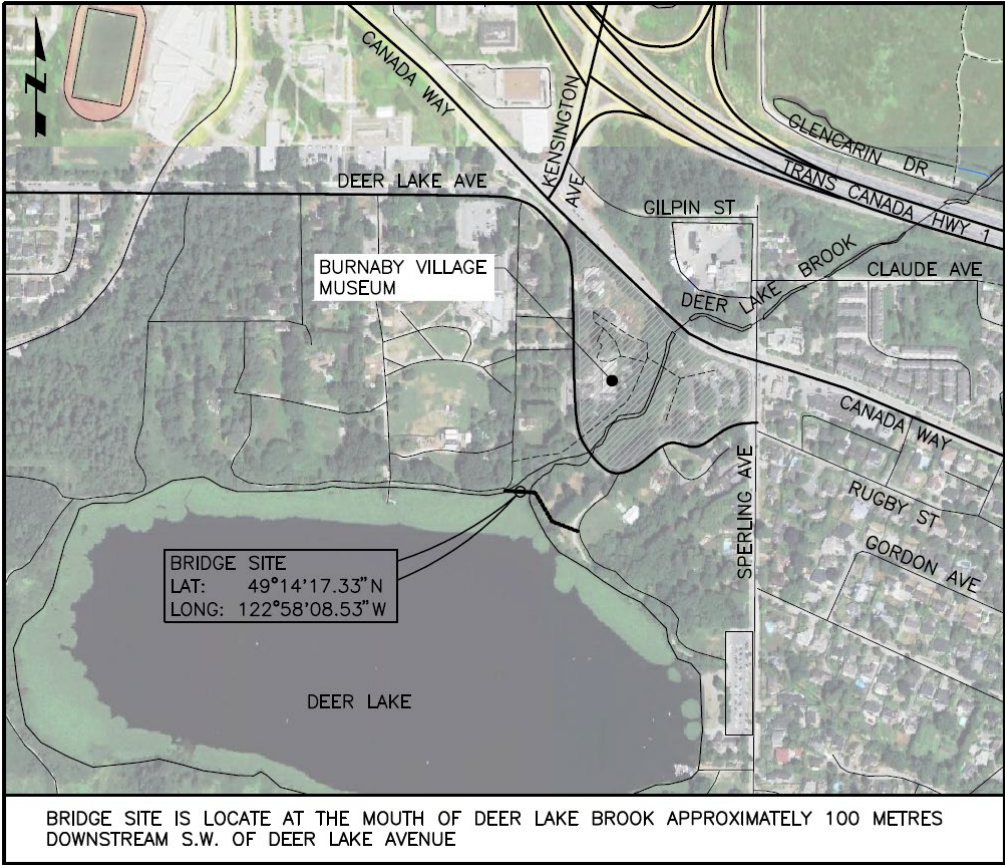 CANADA WAY
KENSINGTON
AVE
GLENCARIN DR
TRANS CANADA HWY 1
DEER LAKE AVE
GILPIN ST
BURNABY VILLAGE
MUSEUM
DEER LAKE BROOK
CLAUDE AVE
CANADA WAY
SPERLING AVE
RUGBY ST
GORDON AVE
BRIDGE SITE
LAT: 49°14'17.33"N
LONG: 122°58'08.53"W
DEER LAKE
BRIDGE SITE IS LOCATE AT THE MOUTH OF DEER LAKE BROOK APPROXIMATELY 100 METRES
DOWNSTREAM S.W. OF DEER LAKE AVENUE